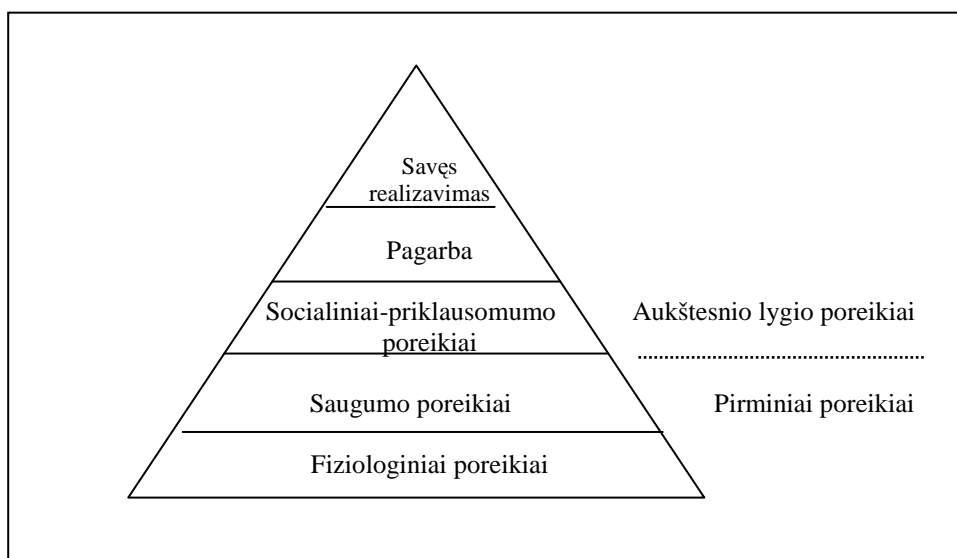 Savęs
realizavimas
Pagarba
Socialiniai-priklausomumo
poreikiai
Aukštesnio lygio poreikiai
Saugumo poreikiai
Pirminiai poreikiai
Fiziologiniai poreikiai